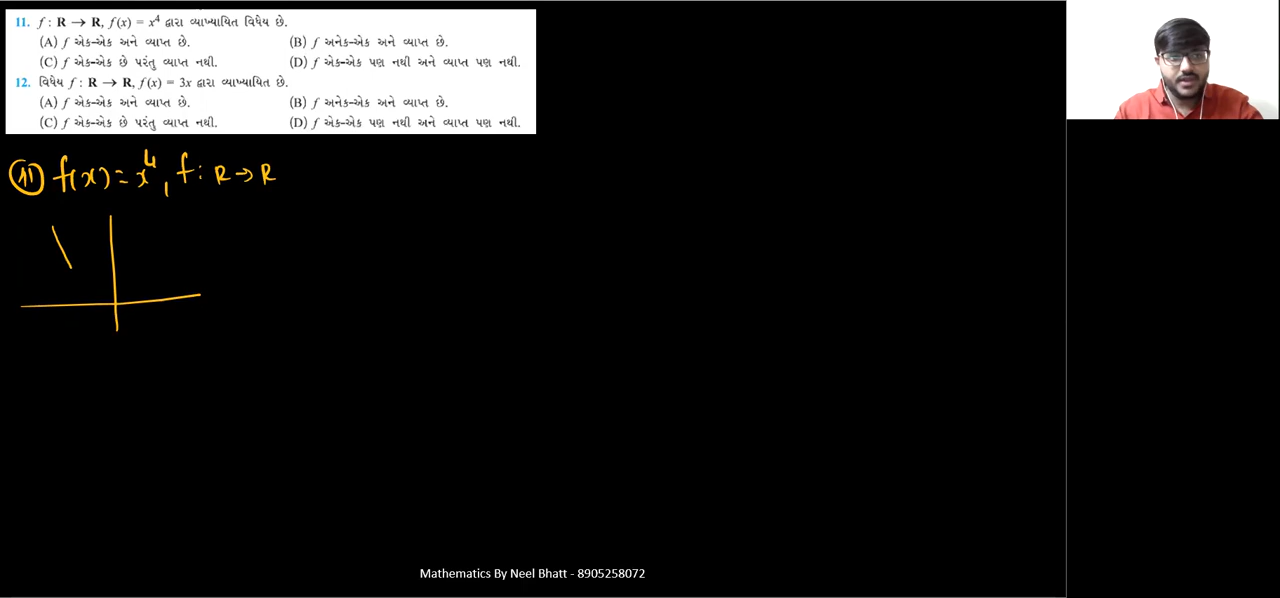 11. f : R → R, f(x) = x⁴ દ્વારા વ્યાખ્યાયિત વિધેય છે.
(A) f એક-એક અને વ્યાપ્ત છે. (B) f અનેક-એક અને વ્યાપ્ત છે.
(C) f એક-એક છે પરંતુ વ્યાપ્ત નથી. (D) f એક-એક પણ નથી અને વ્યાપ્ત પણ નથી.
12. વિધેય f : R → R, f(x) = 3x દ્વારા વ્યાખ્યાયિત છે.
(A) f એક-એક અને વ્યાપ્ત છે. (B) f અનેક-એક અને વ્યાપ્ત છે.
(C) f એક-એક છે પરંતુ વ્યાપ્ત નથી. (D) f એક-એક પણ નથી અને વ્યાપ્ત પણ નથી.
11 f(x) = x⁴, f : R → R
Mathematics By Neel Bhatt - 8905258072